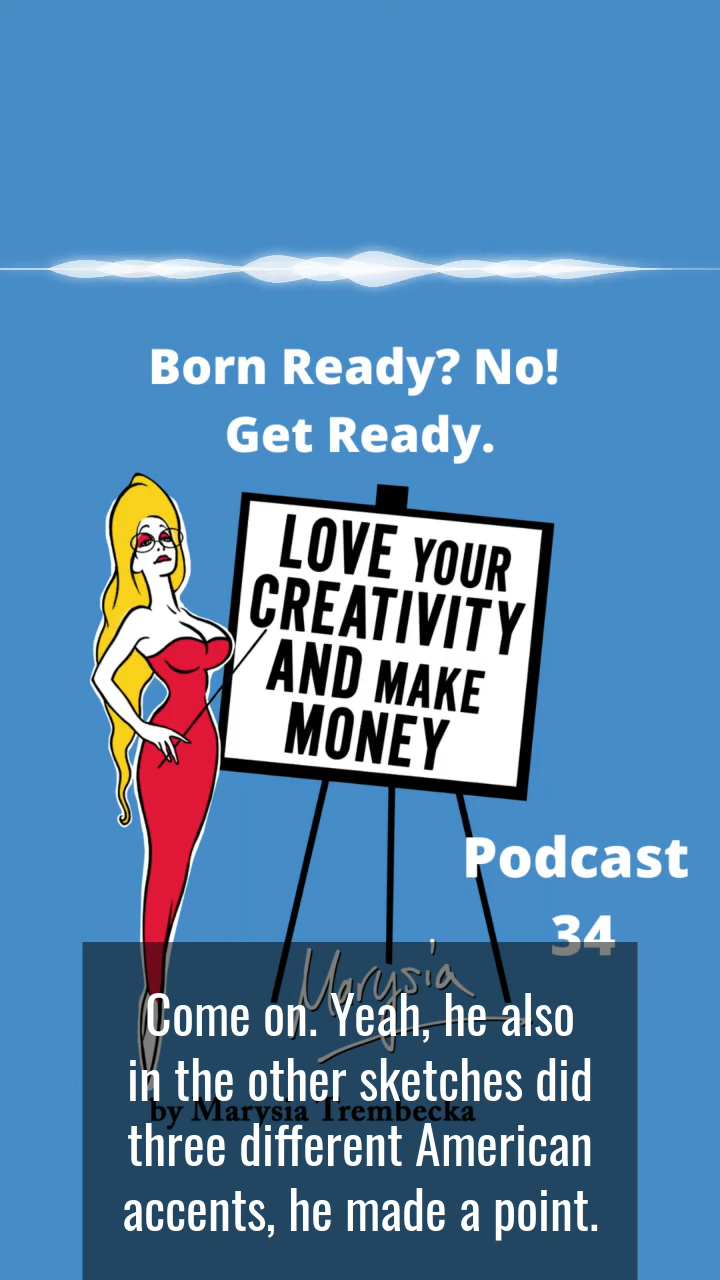 Born Ready? No!
Get Ready.
LOVE YOUR
CREATIVITY
AND MAKE
MONEY
Podcast
34
Marysia
by Marysia Trembecka
Come on. Yeah, he also
in the other sketches did
three different American
accents, he made a point.